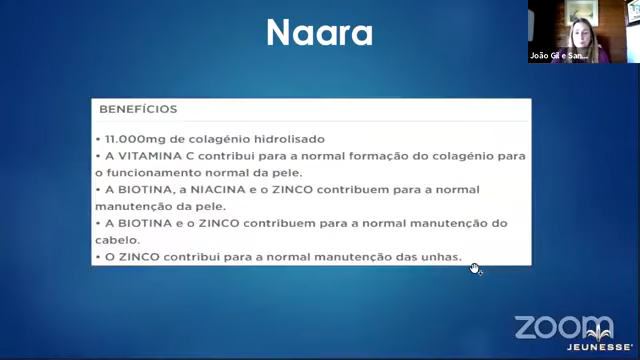 Naara
João Gil e San...
BENEFÍCIOS
• 11.000mg de colagénio hidrolisado
• A VITAMINA C contribui para a normal formação do colagénio para
o funcionamento normal da pele.
• A BIOTINA, a NIACINA e o ZINCO contribuem para a normal
manutenção da pele.
• A BIOTINA e o ZINCO contribuem para a normal manutenção do
cabelo.
• O ZINCO contribui para a normal manutenção das unhas.
zoom
JEUNESSE